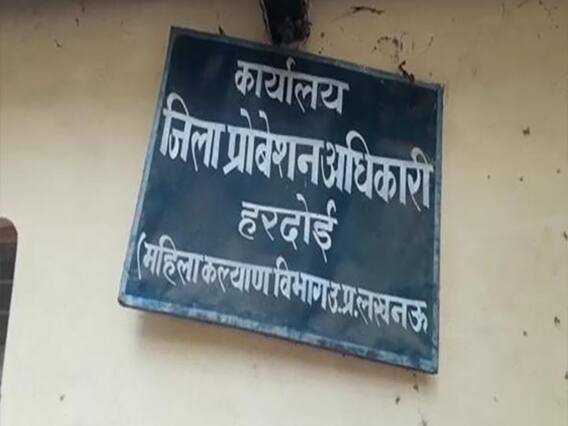 कार्यालय
जिला प्रोबेशन अधिकारी
हरदोई
(महिला कल्याण विभाग उ.प्र. लखनऊ